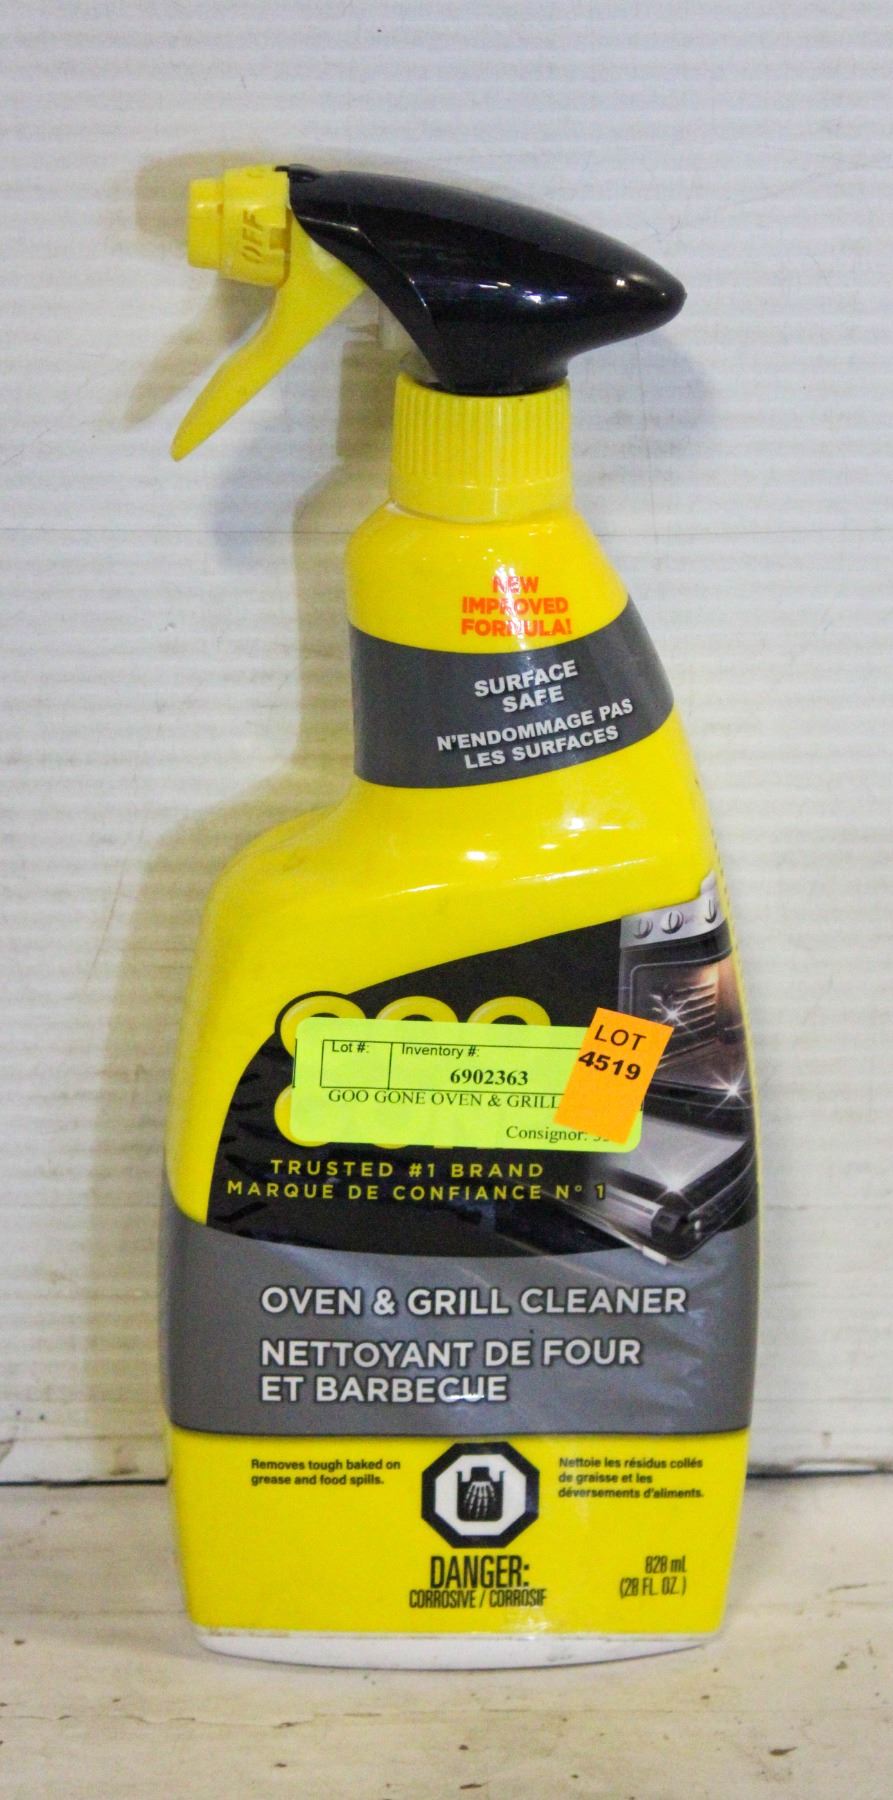 OFF
NEW
IMPROVED
FORMULA!
SURFACE
SAFE
N'ENDOMMAGE PAS
LES SURFACES
GOO
Lot #:
Inventory #:
6902363
GOO GONE OVEN & GRILL
Consignor:
LOT
4519
TRUSTED #1 BRAND
MARQUE DE CONFIANCE N° 1
OVEN & GRILL CLEANER
NETTOYANT DE FOUR
ET BARBECUE
Removes tough baked on
grease and food spills.
Nettoie les résidus collés
de graisse et les
déversements d'aliments.
DANGER:
CORROSIVE / CORROSIF
828 mL
(28 FL. OZ.)